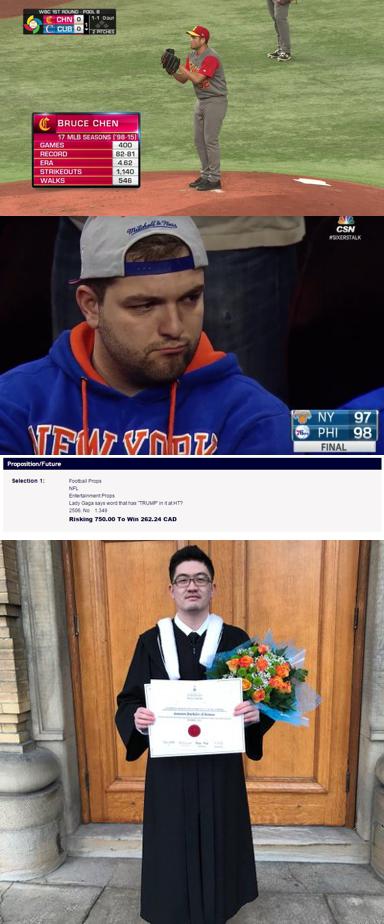 WBC 1ST ROUND - POOL B
CHN 0
1-1 0 out
CUB 0
2 PITCHES
BRUCE CHEN
17 MLB SEASONS ('98-15)
GAMES 400
RECORD 82-81
ERA 4.62
STRIKEOUTS 1,140
WALKS 546
Mitchell & Ness
CSN
#SIXERSTALK
NEW YORK
NY 97
PHI 98
FINAL
Proposition/Future
Selection 1: Football Props
NFL
Entertainment Props
Lady Gaga says word that has "TRUMP" in it at HT?
2506 No 1.349
Risking 750.00 To Win 262.24 CAD
Honours Bachelor of Science